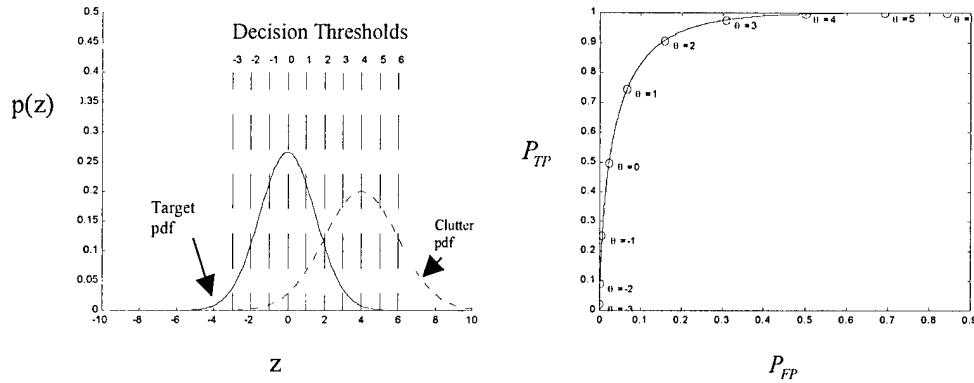 Decision Thresholds
-3 -2 -1 0 1 2 3 4 5 6
0.5
0.45
0.4
0.35
0.3
0.25
0.2
0.15
0.1
0.05
0
p(z)
Target
pdf
Clutter
pdf
-10 -8 -6 -4 -2 0 2 4 6 8 10
z
1
0.9
0.8
0.7
0.6
0.5
0.4
0.3
0.2
0.1
0
P_TP
θ = 3
θ = 4
θ = 5
θ =
θ = 2
θ = 1
θ = 0
θ = -1
θ = -2
θ = -3
0 0.1 0.2 0.3 0.4 0.5 0.6 0.7 0.8 0.9
P_FP